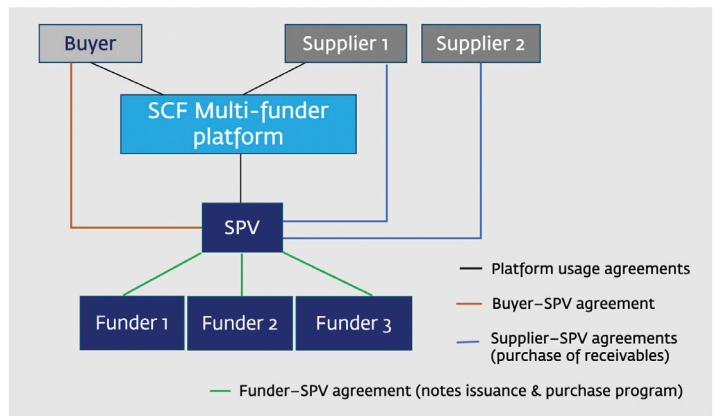 Buyer
Supplier 1
Supplier 2
SCF Multi-funder
platform
SPV
Funder 1
Funder 2
Funder 3
Platform usage agreements
Buyer–SPV agreement
Supplier–SPV agreements
(purchase of receivables)
Funder–SPV agreement (notes issuance & purchase program)